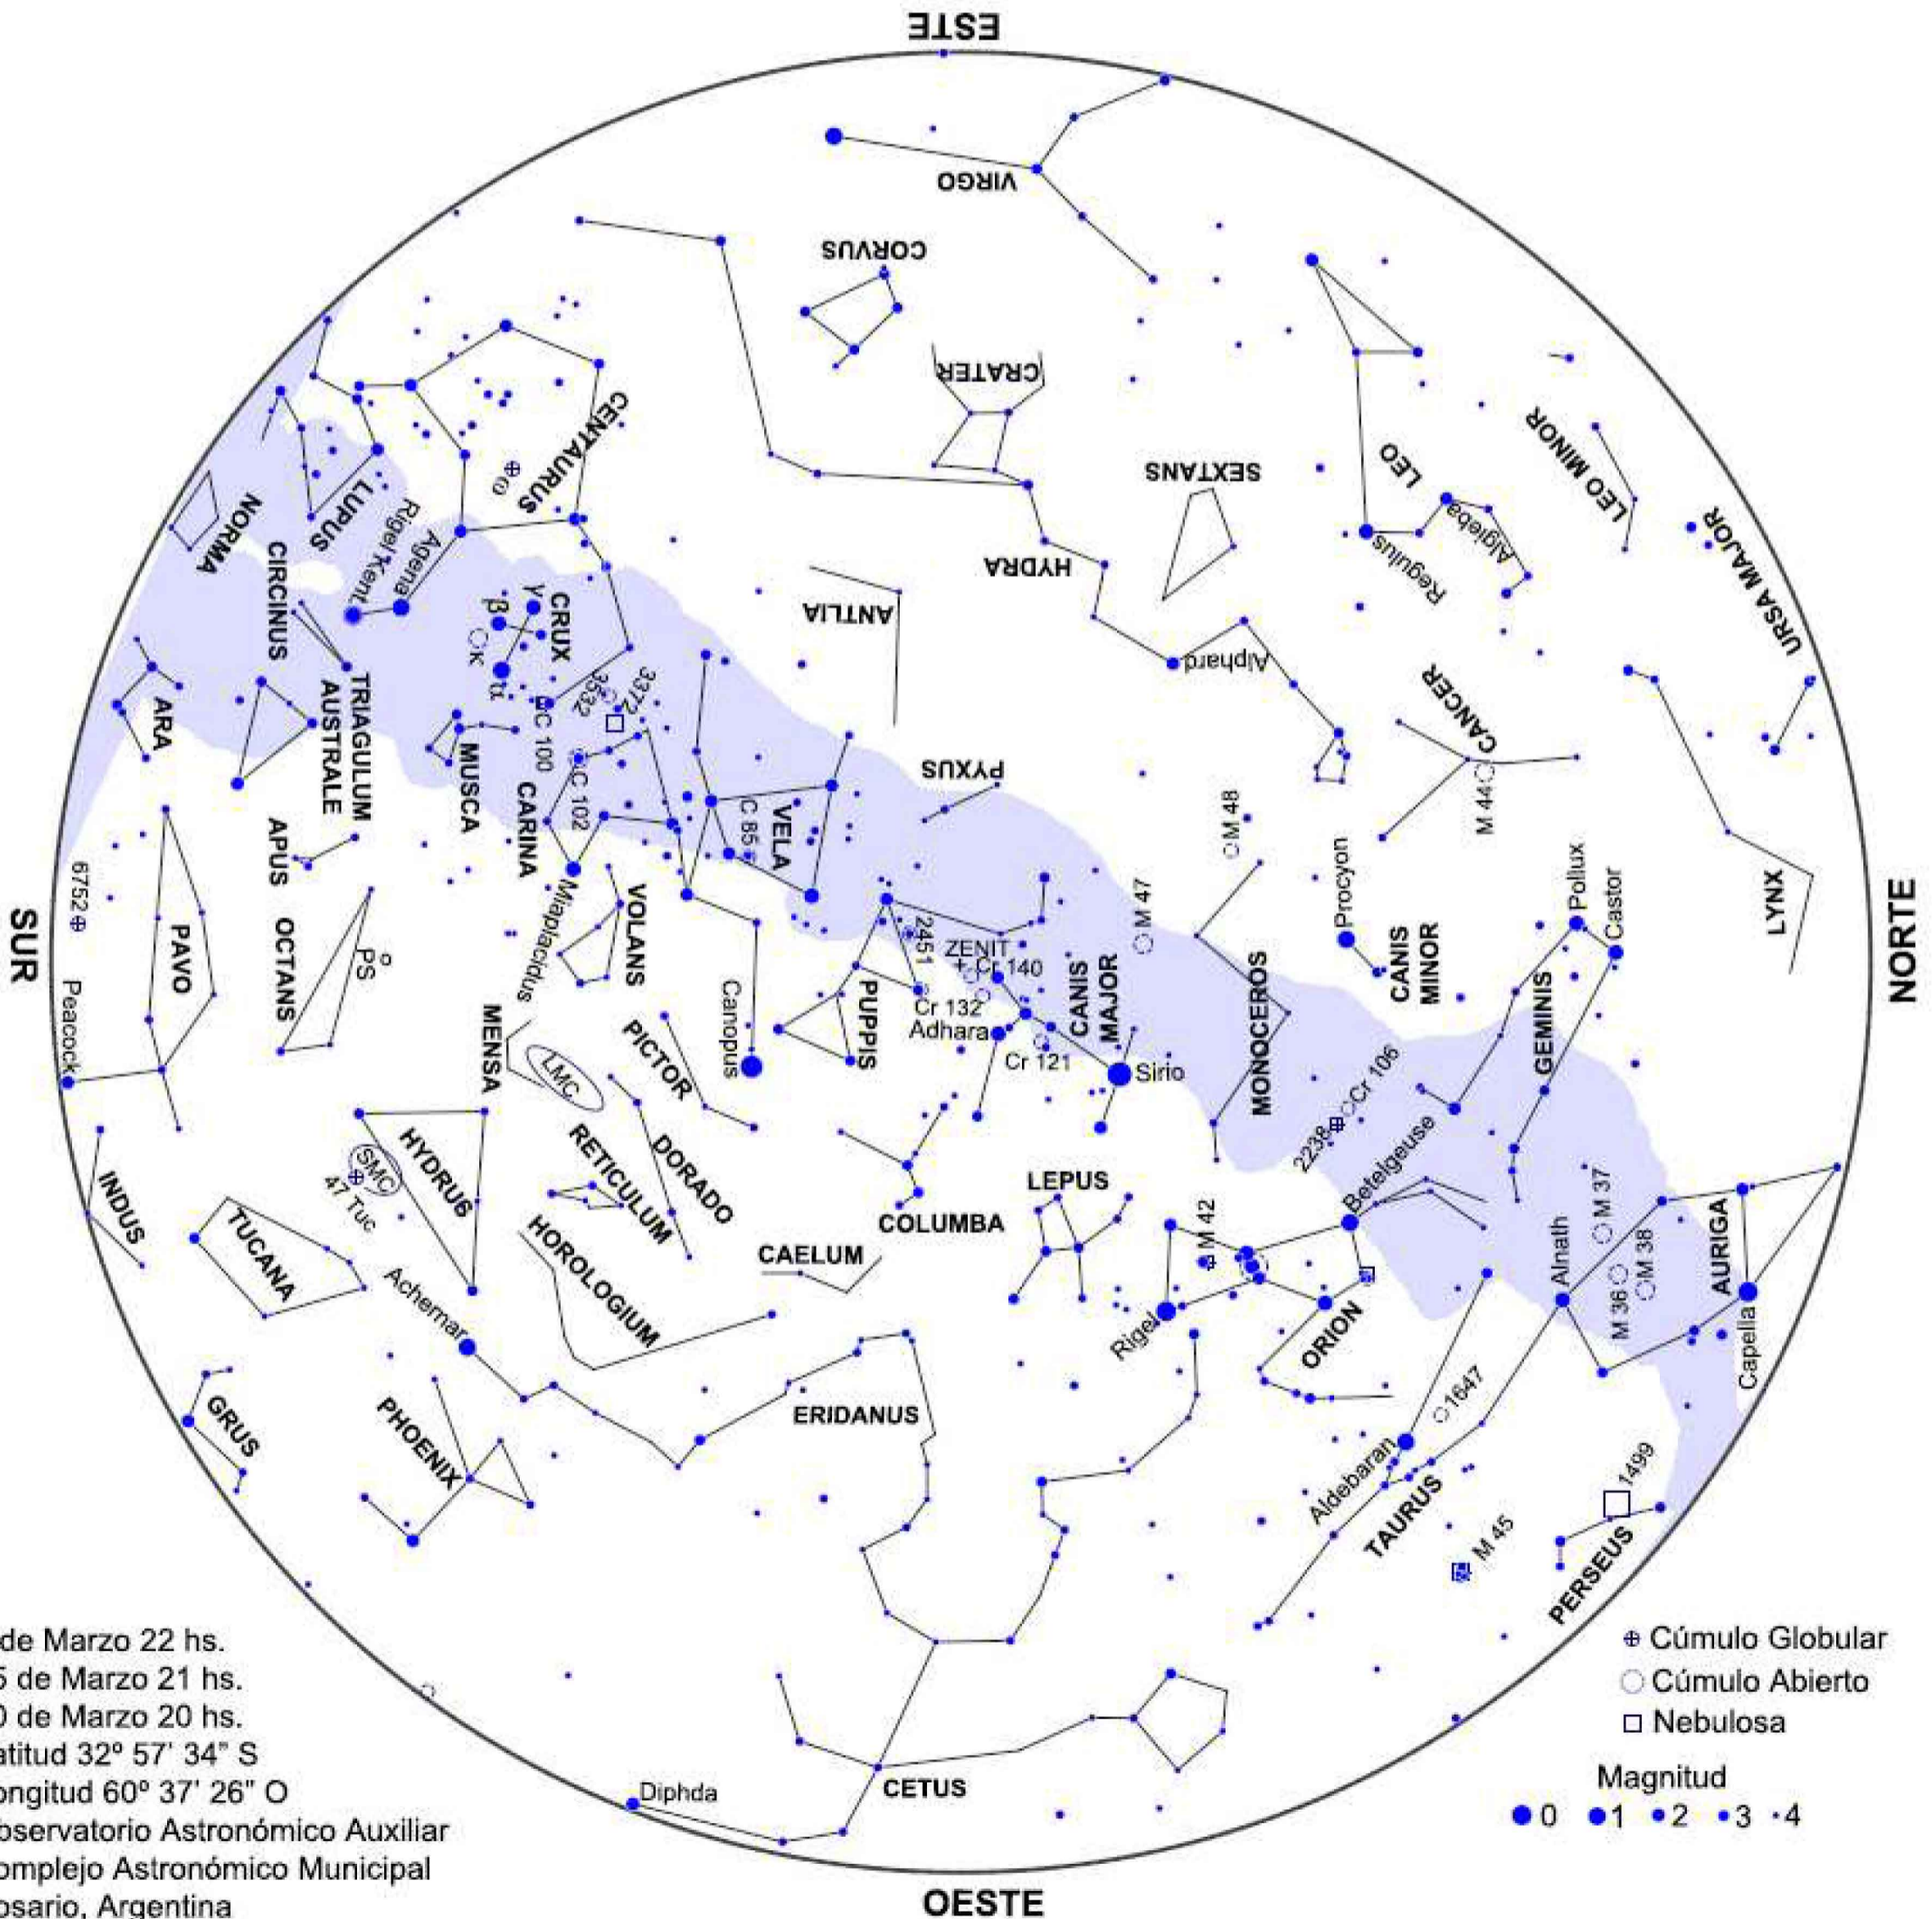 ESTE
VIRGO
CORVUS
CRATER
CENTAURUS
ω
SEXTANS
LEO
LEO MINOR
Algieba
Regulus
URSA MAJOR
NORMA
LUPUS
Rigel Kent.
Agena
CIRCINUS
HYDRA
ANTLIA
Alphard
γ
β
CRUX
κ
α
3532
3372
C 100
C 102
CANCER
M 44
ARA
TRIAGULUM
AUSTRALE
MUSCA
CARINA
PYXUS
VELA
C 85
M 48
APUS
6752
Miaplacidus
VOLANS
Procyon
Pollux
Castor
LYNX
SUR
NORTE
PAVO
OCTANS
PS
2451
ZENIT
Cr 140
M 47
CANIS
MAJOR
CANIS
MINOR
MONOCEROS
GEMINIS
Peacock
MENSA
LMC
PICTOR
Canopus
PUPPIS
Cr 132
Adhara
Cr 121
Sirio
Cr 106
2238
Betelgeuse
INDUS
HYDRU6
SMC
47 Tuc
RETICULUM
DORADO
COLUMBA
LEPUS
M 42
M 37
M 38
M 36
AURIGA
Alnath
Capella
TUCANA
HOROLOGIUM
CAELUM
Achernar
Rigel
ORION
GRUS
PHOENIX
ERIDANUS
1647
Aldebaran
TAURUS
M 45
1499
PERSEUS
Diphda
CETUS
OESTE
de Marzo 22 hs.
5 de Marzo 21 hs.
0 de Marzo 20 hs.
atitud 32º 57' 34" S
ongitud 60º 37' 26" O
bservatorio Astronómico Auxiliar
omplejo Astronómico Municipal
osario, Argentina
Cúmulo Globular
Cúmulo Abierto
Nebulosa
Magnitud
0 1 2 3 4